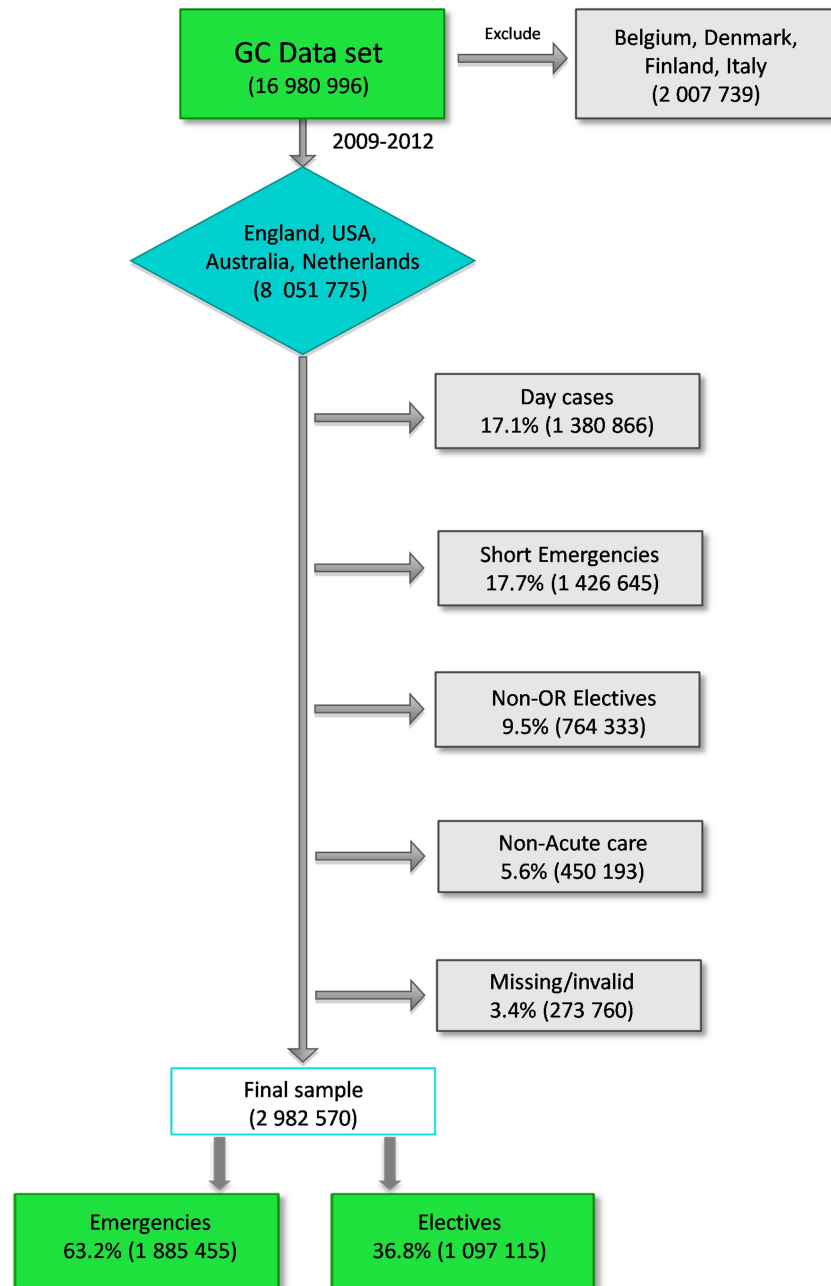 GC Data set
(16 980 996)
Exclude
Belgium, Denmark,
Finland, Italy
(2 007 739)
2009-2012
England, USA,
Australia, Netherlands
(8  051 775)
Day cases
17.1% (1 380 866)
Short Emergencies
17.7% (1 426 645)
Non-OR Electives
9.5% (764 333)
Non-Acute care
5.6% (450 193)
Missing/invalid
3.4% (273 760)
Final sample
(2 982 570)
Emergencies
63.2% (1 885 455)
Electives
36.8% (1 097 115)